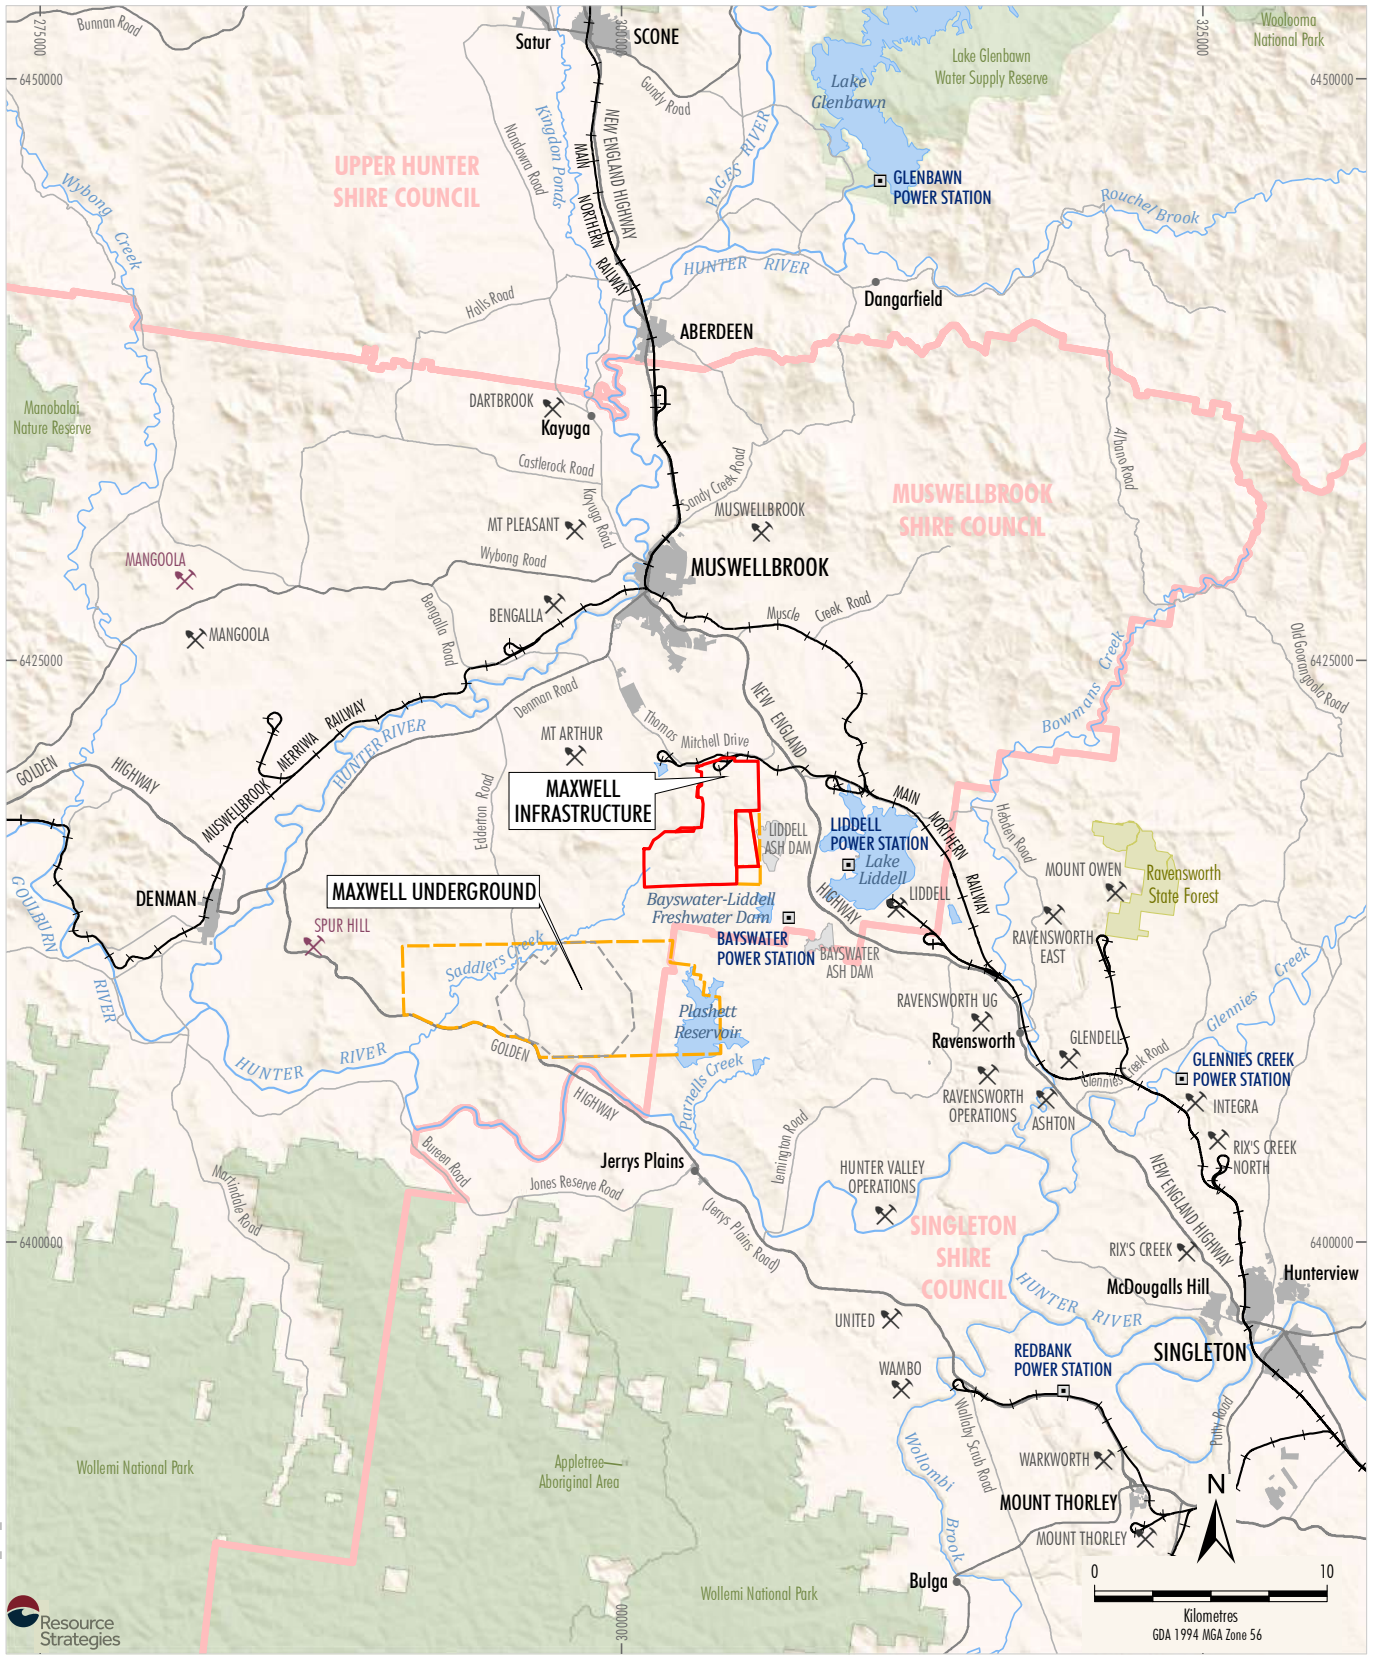 275000
300000
325000
Bunnan Road
Satur
SCONE
Woolooma
National Park
6450000
6450000
Lake Glenbawn
Water Supply Reserve
Lake
Glenbawn
Gundy Road
Kingdon Ponds
Nandowra Road
NEW ENGLAND HIGHWAY
MAIN
NORTHERN
RAILWAY
PAGES RIVER
UPPER HUNTER
SHIRE COUNCIL
GLENBAWN
POWER STATION
Wybong
Creek
Rouchel Brook
HUNTER RIVER
Dangarfield
Halls Road
ABERDEEN
Manobalai
Nature Reserve
DARTBROOK
Kayuga
Castlerock Road
Kayuga Road
Sandy Creek Road
Albano Road
MUSWELLBROOK
SHIRE COUNCIL
MUSWELLBROOK
MT PLEASANT
Wybong Road
MANGOOLA
MUSWELLBROOK
BENGALLA
Bengalla Road
Muscle Creek Road
MANGOOLA
Old Goorangoola Road
6425000
6425000
Bowmans Creek
Denman Road
NEW ENGLAND
Thomas Mitchell Drive
MT ARTHUR
HUNTER RIVER
MUSWELLBROOK MERRIWA RAILWAY
GOLDEN HIGHWAY
MAXWELL
INFRASTRUCTURE
Edderton Road
MAIN NORTHERN RAILWAY
Hebden Road
LIDDELL
POWER STATION
LIDDELL
ASH DAM
Lake
Liddell
LIDDELL
MOUNT OWEN
Ravensworth
State Forest
MAXWELL UNDERGROUND
DENMAN
Bayswater-Liddell
Freshwater Dam
HIGHWAY
GOULBURN
RIVER
SPUR HILL
BAYSWATER
POWER STATION
BAYSWATER
ASH DAM
RAVENSWORTH
EAST
Saddlers Creek
Glennies Creek
Plashett
Reservoir
RAVENSWORTH UG
Ravensworth
GLENDELL
Glennies Creek Road
GLENNIES CREEK
POWER STATION
GOLDEN
HIGHWAY
HUNTER RIVER
Parnells Creek
RAVENSWORTH
OPERATIONS
ASHTON
INTEGRA
RIX'S CREEK
NORTH
Lemington Road
Bureen Road
Jerrys Plains
HUNTER VALLEY
OPERATIONS
Martindale Road
Jones Reserve Road
(Jerrys Plains Road)
NEW ENGLAND HIGHWAY
SINGLETON
SHIRE
COUNCIL
6400000
6400000
RIX'S CREEK
Hunterview
McDougalls Hill
HUNTER RIVER
UNITED
REDBANK
POWER STATION
SINGLETON
WAMBO
Wallaby Scrub Road
Putty Road
Wollombi
Brook
Wollemi National Park
Appletree
Aboriginal Area
WARKWORTH
MOUNT THORLEY
MOUNT THORLEY
N
Bulga
Wollemi National Park
0
10
Kilometres
GDA 1994 MGA Zone 56
300000
Resource
Strategies